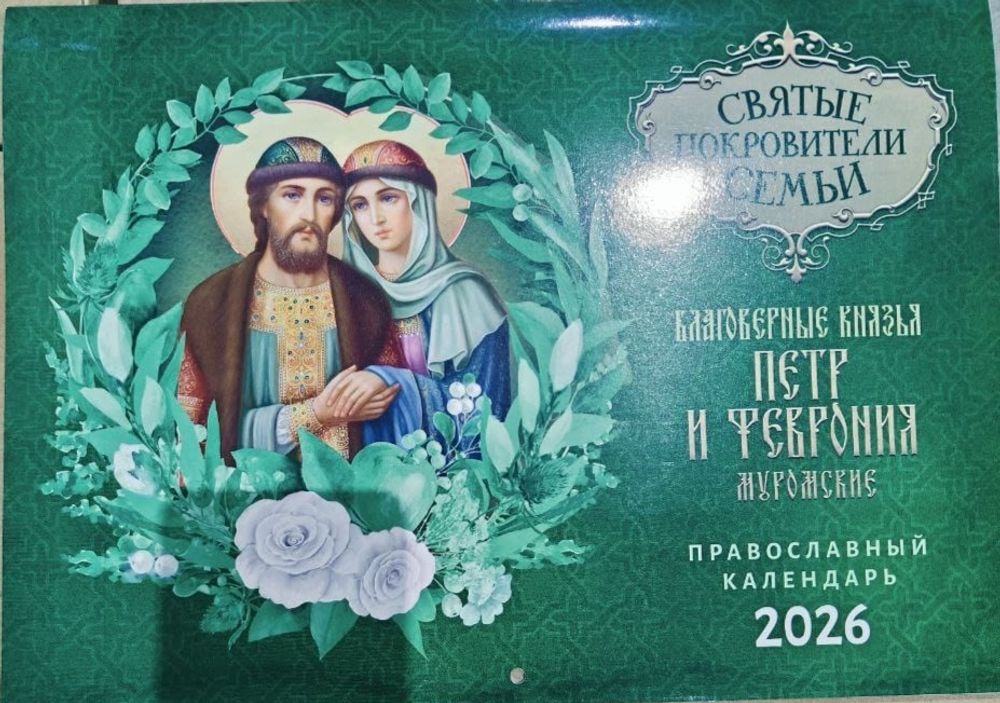 СВЯТЫЕ
ПОКРОВИТЕЛИ
СЕМЬИ
БЛАГОВЕРНЫЕ КНЯЗЬЯ
ПЕТР
И ФЕВРОНИЯ
МУРОМСКИЕ
ПРАВОСЛАВНЫЙ
КАЛЕНДАРЬ
2026